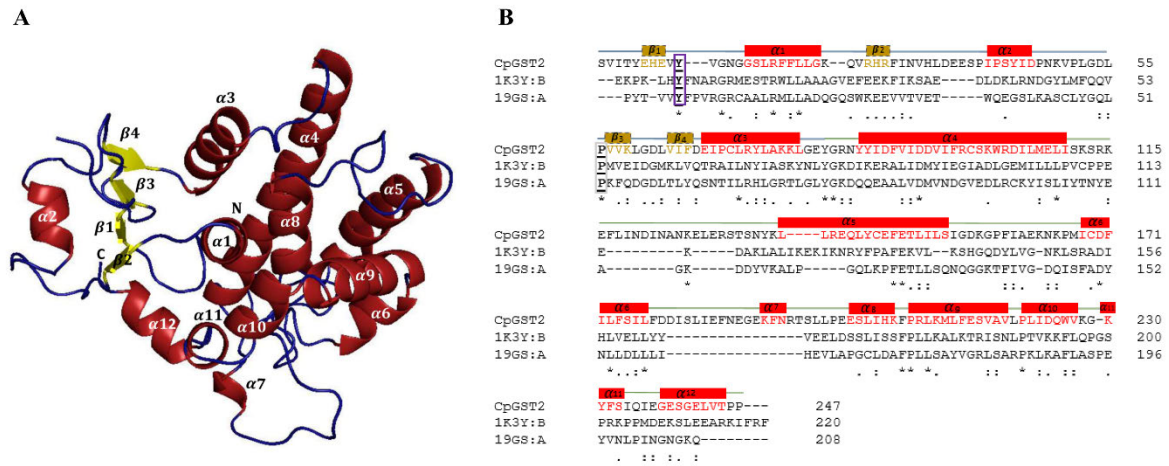 A
B
α3
α4
β4
β3
α5
α2
β1
N
α8
α1
C
β2
α9
α12
α11
α10
α6
α7
β1 α1 β2 α2
CpGST2 SVITYEHEVY---VGNGGSLRFFLLGK--QVRHRFINVHLDEESPIPSYIDPNKVPLGDL 55
1K3Y:B --EKPK-LHYFNARGRMESTRWLLAAAGVEFEEKFIKSAE----DLDKLRNDGYLMFQQV 53
19GS:A ---PYT-VVYFPVRGRCAALRMLLADQGQSWKEEVVTVET----WQEGSLKASCLYGQL 51
β3 β4 α3 α4
CpGST2 PVVKLGDLVIFDEIPCLRYLAKKLGEYGRNYYIDFVIDDVIFRCSKWRDILMELISKSRK 115
1K3Y:B PMVEIDGMKLVQTRAILNYIASKYNLYGKDIKERALIDMYIEGIADLGEMILLLPVCPPE 113
19GS:A PKFQDGDLTLYQSNTILRHLGRTLGLYGKDQQEAALVDMVNDGVEDLRCKYISLIYTNYE 111
α5 α6
CpGST2 EFLINDINANKELERSTSNYKL---LREQLYCEFETLILSIGDKGPFIAEKNKPMICDF 171
1K3Y:B E------------K----DAKLALIKEKIKNRYFPAFEKVL----KSHGQDYLVG-NKLSRADI 156
19GS:A A-----------GK----DDYVKALP----GQLKPFETLLSQNQGGKTFIVG-DQISFADY 152
α6 α7 α8 α9 α10 α11
CpGST2 ILFSILFDDISLIEFNEGEKFNRTSLLPEESLIHKFPRLKMLFESVAVLPLIDQWVKG-K 230
1K3Y:B HLVELLYY-----------------VEELDSSLISSFPLLKALKTRISNLPTVKKFLQPGS 200
19GS:A NLLDLLLI-----------------HEVLAPGCLDAFPLLSAYVGRLSARPKLKAFLASPE 196
α11 α12
CpGST2 YFSIQIEGESGELVTPP--- 247
1K3Y:B PRKPPMDEKSLEEARKIFRF 220
19GS:A YVNLPINGNGKQ-------- 208